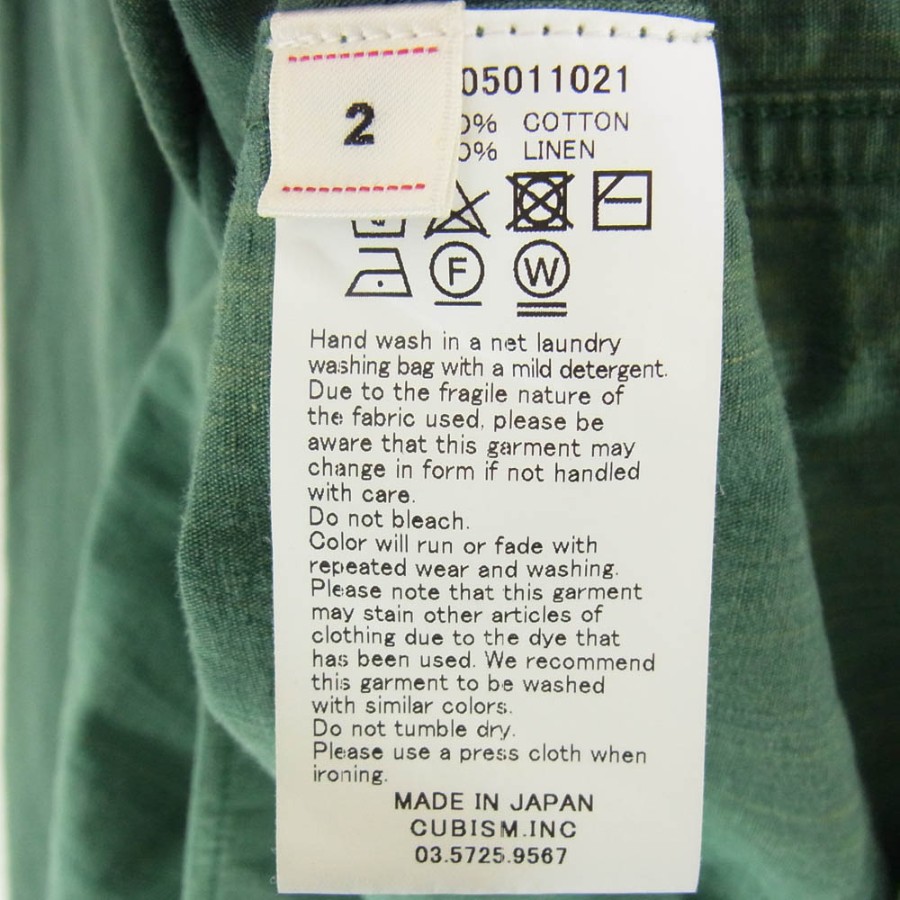 2
05011021
0% COTTON
0% LINEN
F W
Hand wash in a net laundry
washing bag with a mild detergent.
Due to the fragile nature of
the fabric used, please be
aware that this garment may
change in form if not handled
with care.
Do not bleach.
Color will run or fade with
repeated wear and washing.
Please note that this garment
may stain other articles of
clothing due to the dye that
has been used. We recommend
this garment to be washed
with similar colors.
Do not tumble dry.
Please use a press cloth when
ironing.
MADE IN JAPAN
CUBISM.INC
03.5725.9567